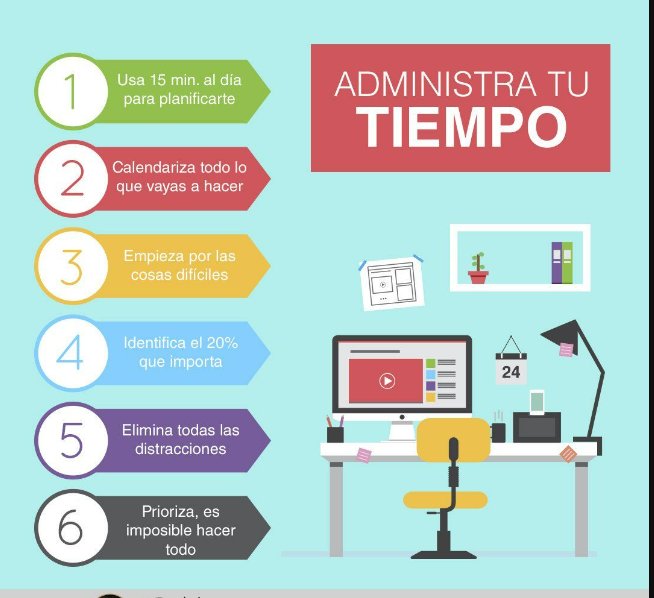 ADMINISTRA TU
TIEMPO
1
Usa 15 min. al día
para planificarte
2
Calendariza todo lo
que vayas a hacer
3
Empieza por las
cosas difíciles
4
Identifica el 20%
que importa
5
Elimina todas las
distracciones
6
Prioriza, es
imposible hacer
todo
24